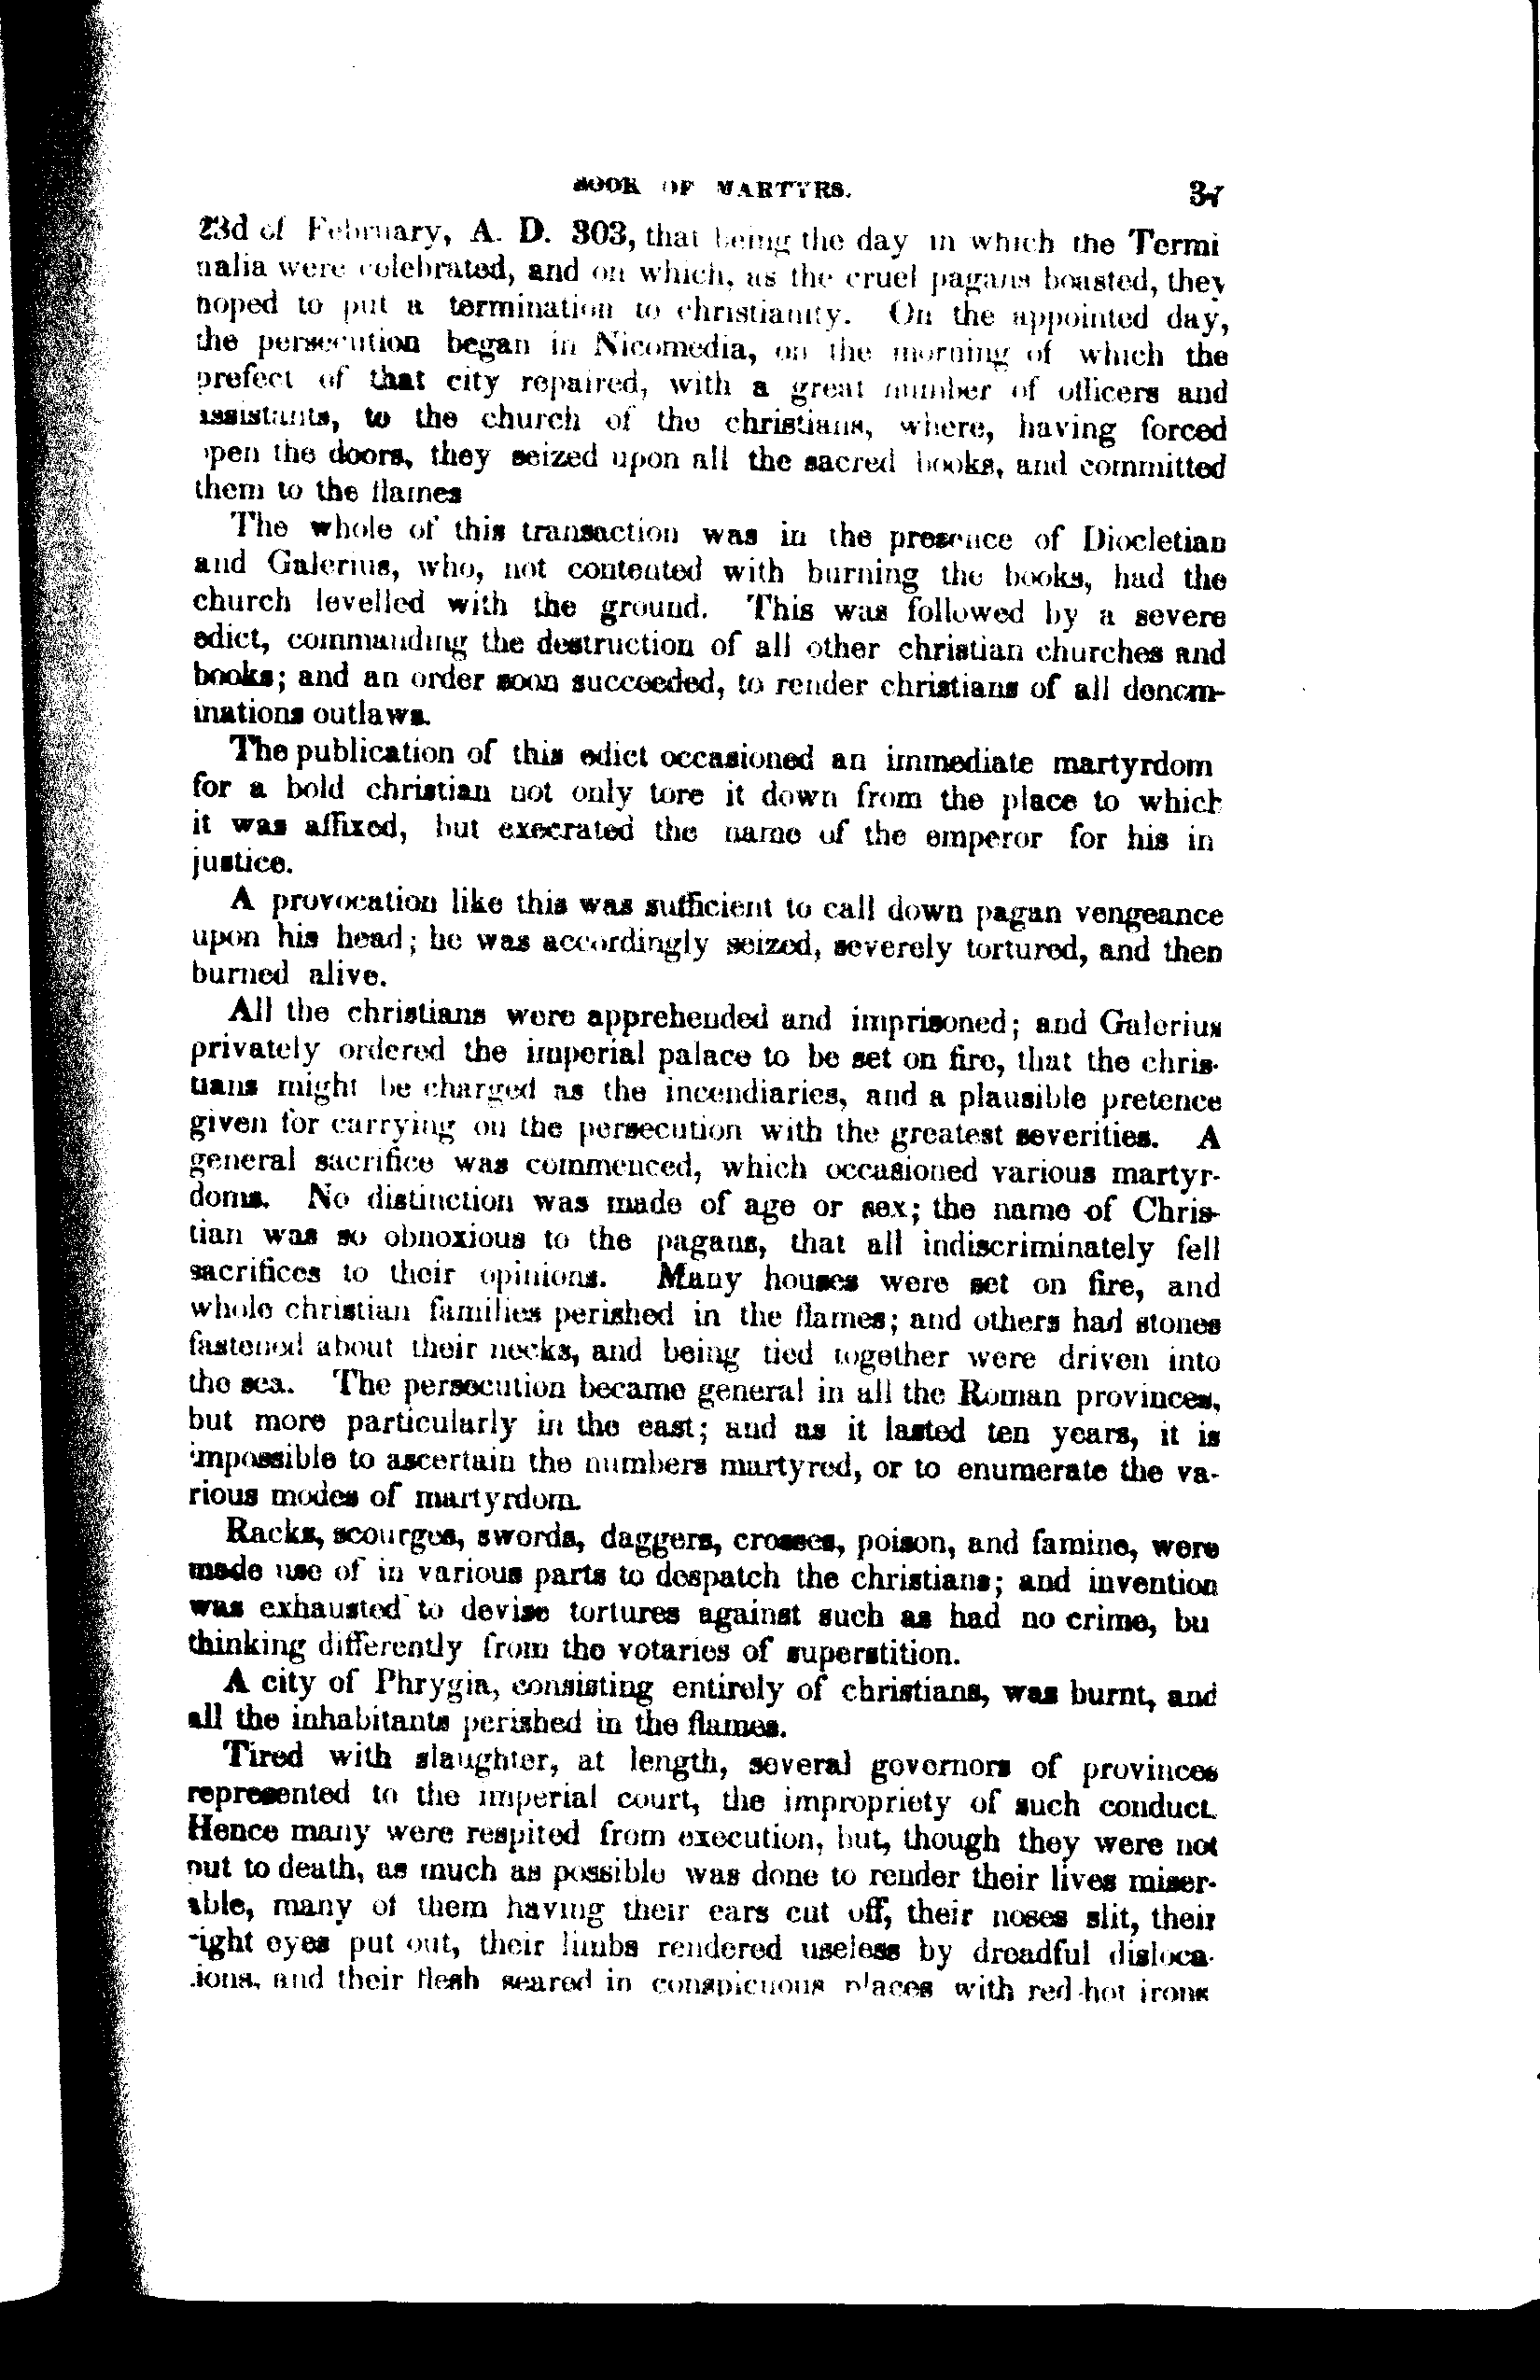 BOOK OF MARTYRS. 37
23d of February, A. D. 303, that being the day in which the Termi
nalia were celebrated, and on which, as the cruel pagans boasted, they
hoped to put a termination to christianity. On the appointed day,
the persecution began in Nicomedia, on the morning of which the
prefect of that city repaired, with a great number of officers and
assistants, to the church of the christians, where, having forced
open the doors, they seized upon all the sacred books, and committed
them to the flames
The whole of this transaction was in the presence of Diocletian
and Galerius, who, not contented with burning the books, had the
church levelled with the ground. This was followed by a severe
edict, commanding the destruction of all other christian churches and
books; and an order soon succeeded, to render christians of all denom-
inations outlaws.
The publication of this edict occasioned an immediate martyrdom
for a bold christian not only tore it down from the place to which
it was affixed, but execrated the name of the emperor for his in
justice.
A provocation like this was sufficient to call down pagan vengeance
upon his head; he was accordingly seized, severely tortured, and then
burned alive.
All the christians were apprehended and imprisoned; and Galerius
privately ordered the imperial palace to be set on fire, that the chris-
tians might be charged as the incendiaries, and a plausible pretence
given for carrying on the persecution with the greatest severities. A
general sacrifice was commenced, which occasioned various martyr-
doms. No distinction was made of age or sex; the name of Chris-
tian was so obnoxious to the pagans, that all indiscriminately fell
sacrifices to their opinions. Many houses were set on fire, and
whole christian families perished in the flames; and others had stones
fastened about their necks, and being tied together were driven into
the sea. The persecution became general in all the Roman provinces,
but more particularly in the east; and as it lasted ten years, it is
impossible to ascertain the numbers martyred, or to enumerate the va-
rious modes of martyrdom.
Racks, scourges, swords, daggers, crosses, poison, and famine, were
made use of in various parts to despatch the christians; and invention
was exhausted to devise tortures against such as had no crime, bu
thinking differently from the votaries of superstition.
A city of Phrygia, consisting entirely of christians, was burnt, and
all the inhabitants perished in the flames.
Tired with slaughter, at length, several governors of provinces
represented to the imperial court, the impropriety of such conduct.
Hence many were respited from execution, but, though they were not
put to death, as much as possible was done to render their lives miser-
able, many of them having their ears cut off, their noses slit, their
right eyes put out, their limbs rendered useless by dreadful disloca-
tions, and their flesh seared in conspicuous places with red-hot irons